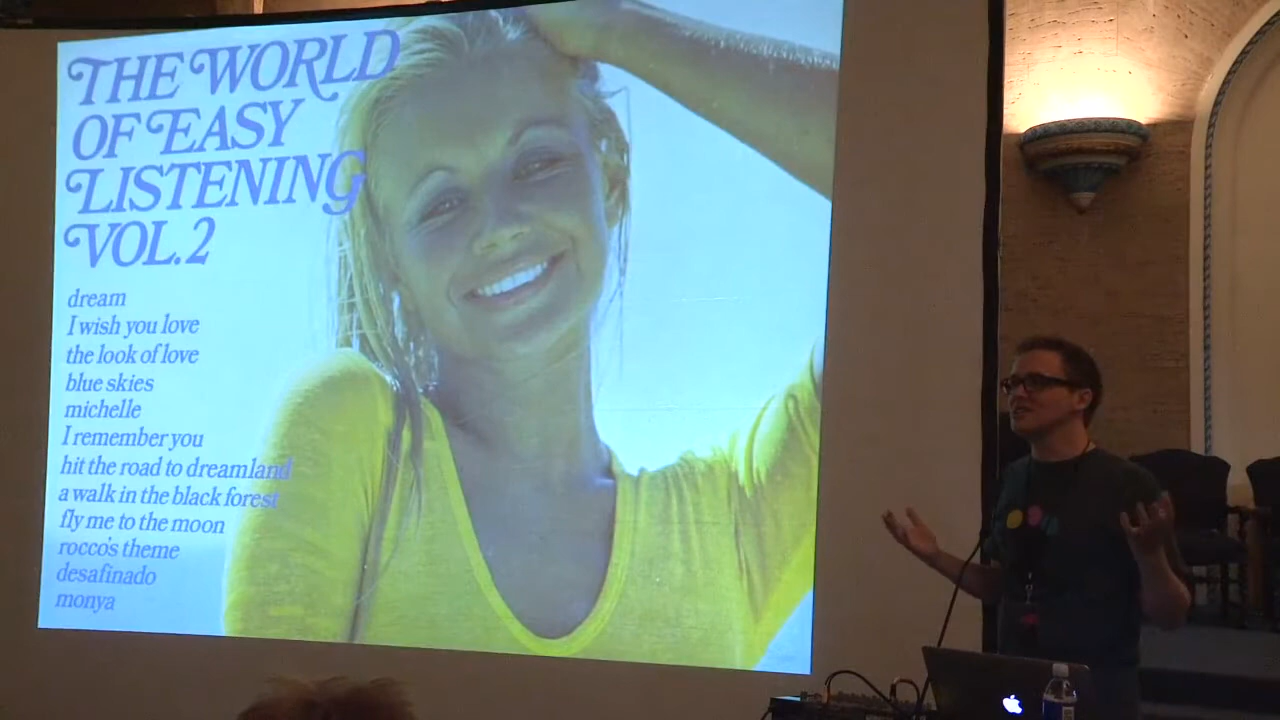 THE WORLD
OF EASY
LISTENING
VOL.2
dream
I wish you love
the look of love
blue skies
michelle
I remember you
hit the road to dreamland
a walk in the black forest
fly me to the moon
rocco's theme
desafinado
monya